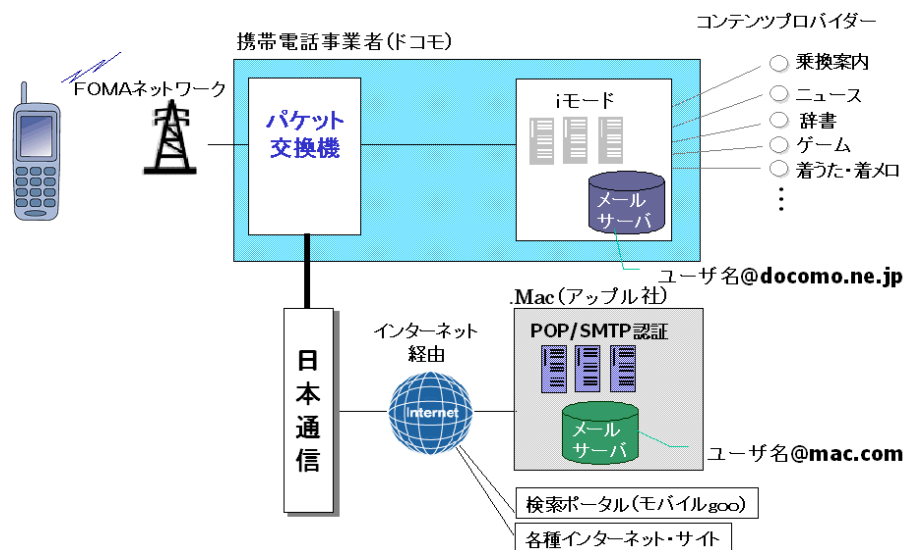 コンテンツプロバイダー
携帯電話事業者(ドコモ)
乗換案内
FOMAネットワーク
iモード
ニュース
パケット
交換機
辞書
ゲーム
着うた・着メロ
メール
サーバ
ユーザ名@docomo.ne.jp
.Mac(アップル社)
インターネット
経由
POP/SMTP認証
日
本
通
信
Internet
メール
サーバ
ユーザ名@mac.com
検索ポータル(モバイルgoo)
各種インターネット・サイト